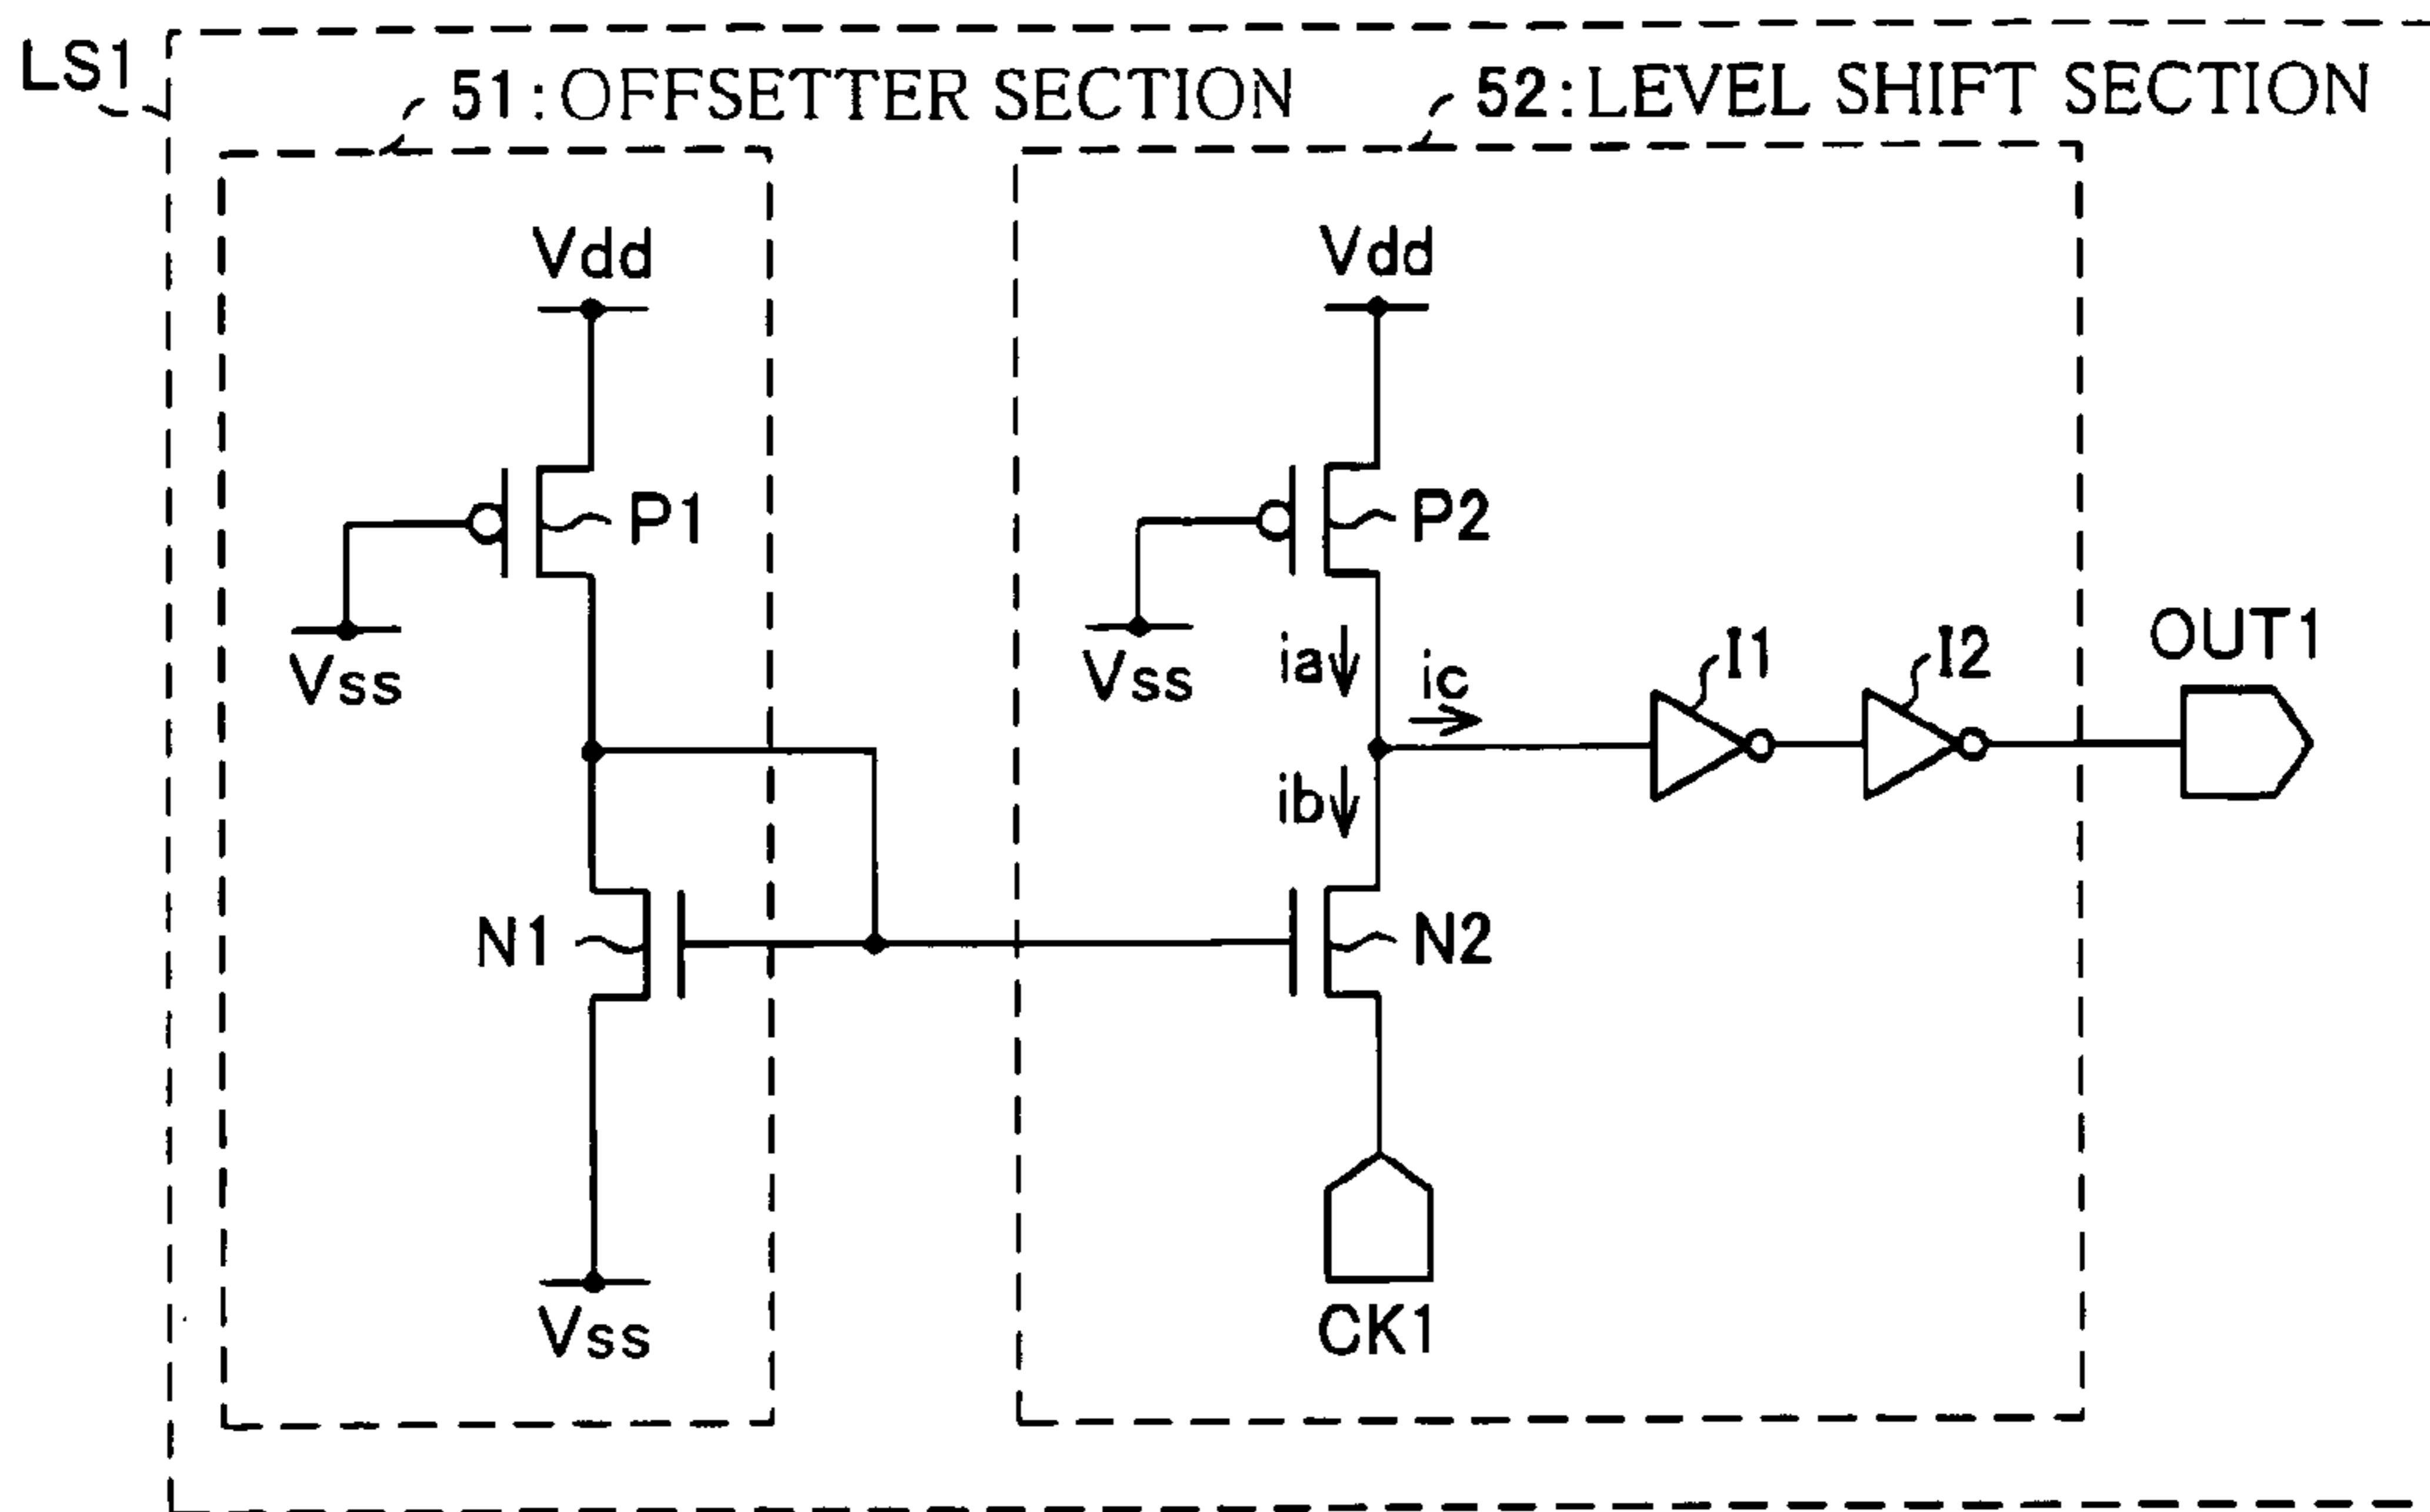 LS1
51:OFFSETTER SECTION
52:LEVEL SHIFT SECTION
Vdd
Vdd
P1
P2
Vss
Vss
ia
ic
I1
I2
OUT1
ib
N1
N2
Vss
CK1